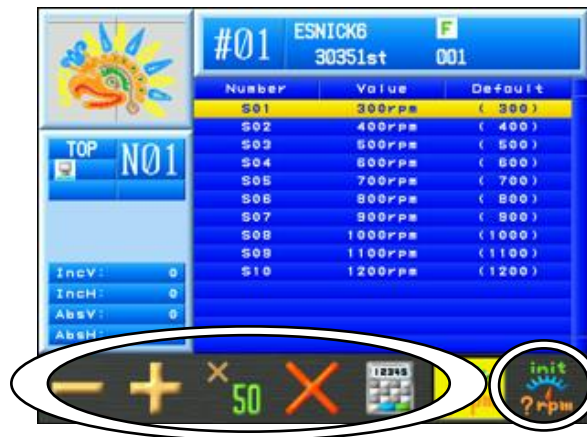 #01 ESNICK6 F
30351st 001
Number Value Default
S01 300rpm ( 300)
S02 400rpm ( 400)
S03 500rpm ( 500)
S04 600rpm ( 600)
S05 700rpm ( 700)
S06 800rpm ( 800)
S07 900rpm ( 900)
S08 1000rpm (1000)
S09 1100rpm (1100)
S10 1200rpm (1200)
TOP N01
IncV: 0
IncH: 0
AbsV: 0
AbsH:
×50
12345
init
?rpm